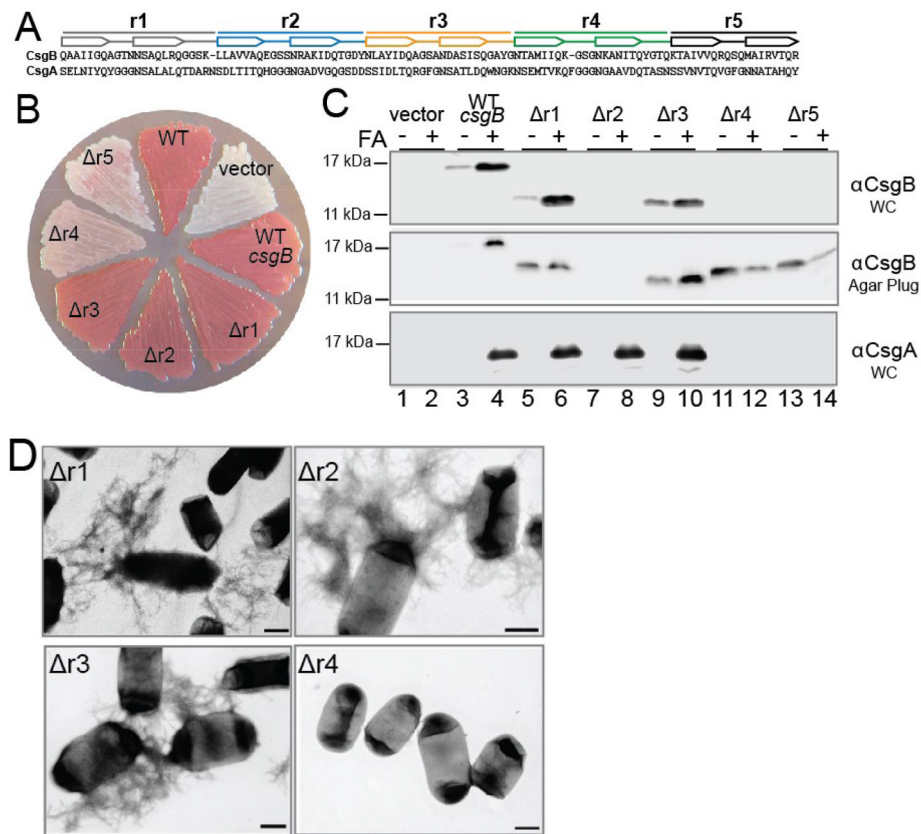 A
r1 r2 r3 r4 r5
CsgB QAAIIGQAGTNNSAQLRQGGSK-LLAVVAQEGSSNRAKIDQTGDYNLAYIDQAGSANDASISQGAYGNTAMIIQK-GSGNKANITQYGTQKTAIVVQRQSQMAIRVTQR
CsgA SELNIYQYGGGNSALALQTDARNSDLTITQHGGGNGADVGQGSDDSSIDLTQRGFGNSATLDQWNGKNSEMTVKQFGGGNGAAVDQTASNSSVNVTQVGFGNNATAHQY
B
WT
vector
WT
csgB
Δr1
Δr2
Δr3
Δr4
Δr5
C
vector WT csgB Δr1 Δr2 Δr3 Δr4 Δr5
FA - + - + - + - + - + - + - +
17 kDa
11 kDa
αCsgB
WC
17 kDa
11 kDa
αCsgB
Agar Plug
17 kDa
αCsgA
WC
1 2 3 4 5 6 7 8 9 10 11 12 13 14
D
Δr1
Δr2
Δr3
Δr4